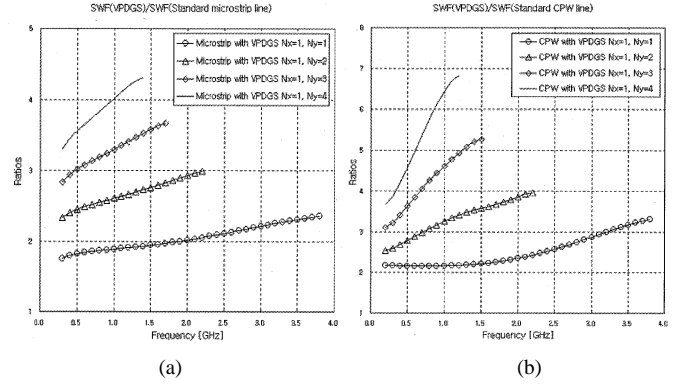 SWF(VPDGS)/SWF(Standard microstrip line)
5
4
3
2
1
Ratios
Microstrip with VPDGS Nx=1, Ny=1
Microstrip with VPDGS Nx=1, Ny=2
Microstrip with VPDGS Nx=1, Ny=3
Microstrip with VPDGS Nx=1, Ny=4
0.0 0.5 1.0 1.5 2.0 2.5 3.0 3.5 4.0
Frequency [GHz]
(a)
SWF(VPDGS)/SWF(Standard CPW line)
8
7
6
5
4
3
2
1
Ratios
CPW with VPDGS Nx=1, Ny=1
CPW with VPDGS Nx=1, Ny=2
CPW with VPDGS Nx=1, Ny=3
CPW with VPDGS Nx=1, Ny=4
0.0 0.5 1.0 1.5 2.0 2.5 3.0 3.5 4.0
Frequency [GHz]
(b)